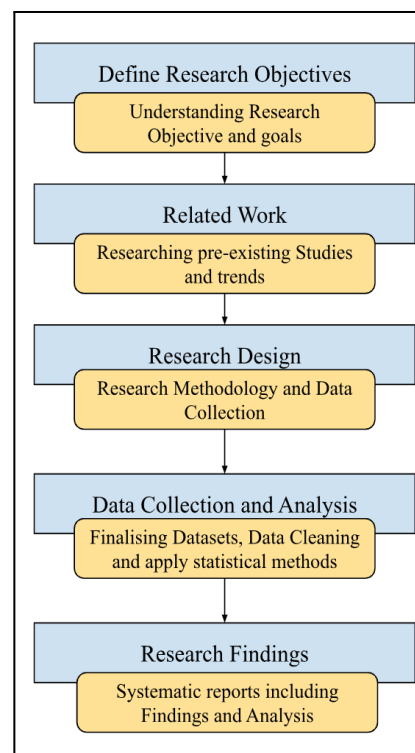 Define Research Objectives
Understanding Research
Objective and goals
Related Work
Researching pre-existing Studies
and trends
Research Design
Research Methodology and Data
Collection
Data Collection and Analysis
Finalising Datasets, Data Cleaning
and apply statistical methods
Research Findings
Systematic reports including
Findings and Analysis